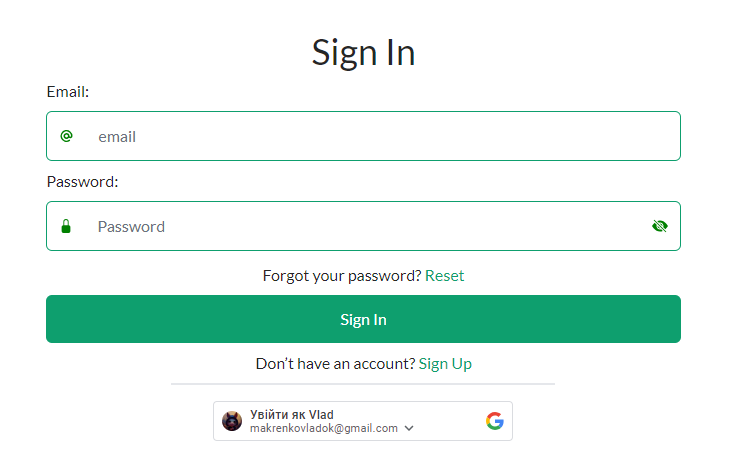 Sign In
Email:
email
Password:
Password
Forgot your password? Reset
Sign In
Don’t have an account? Sign Up
Увійти як Vlad
makrenkovladok@gmail.com